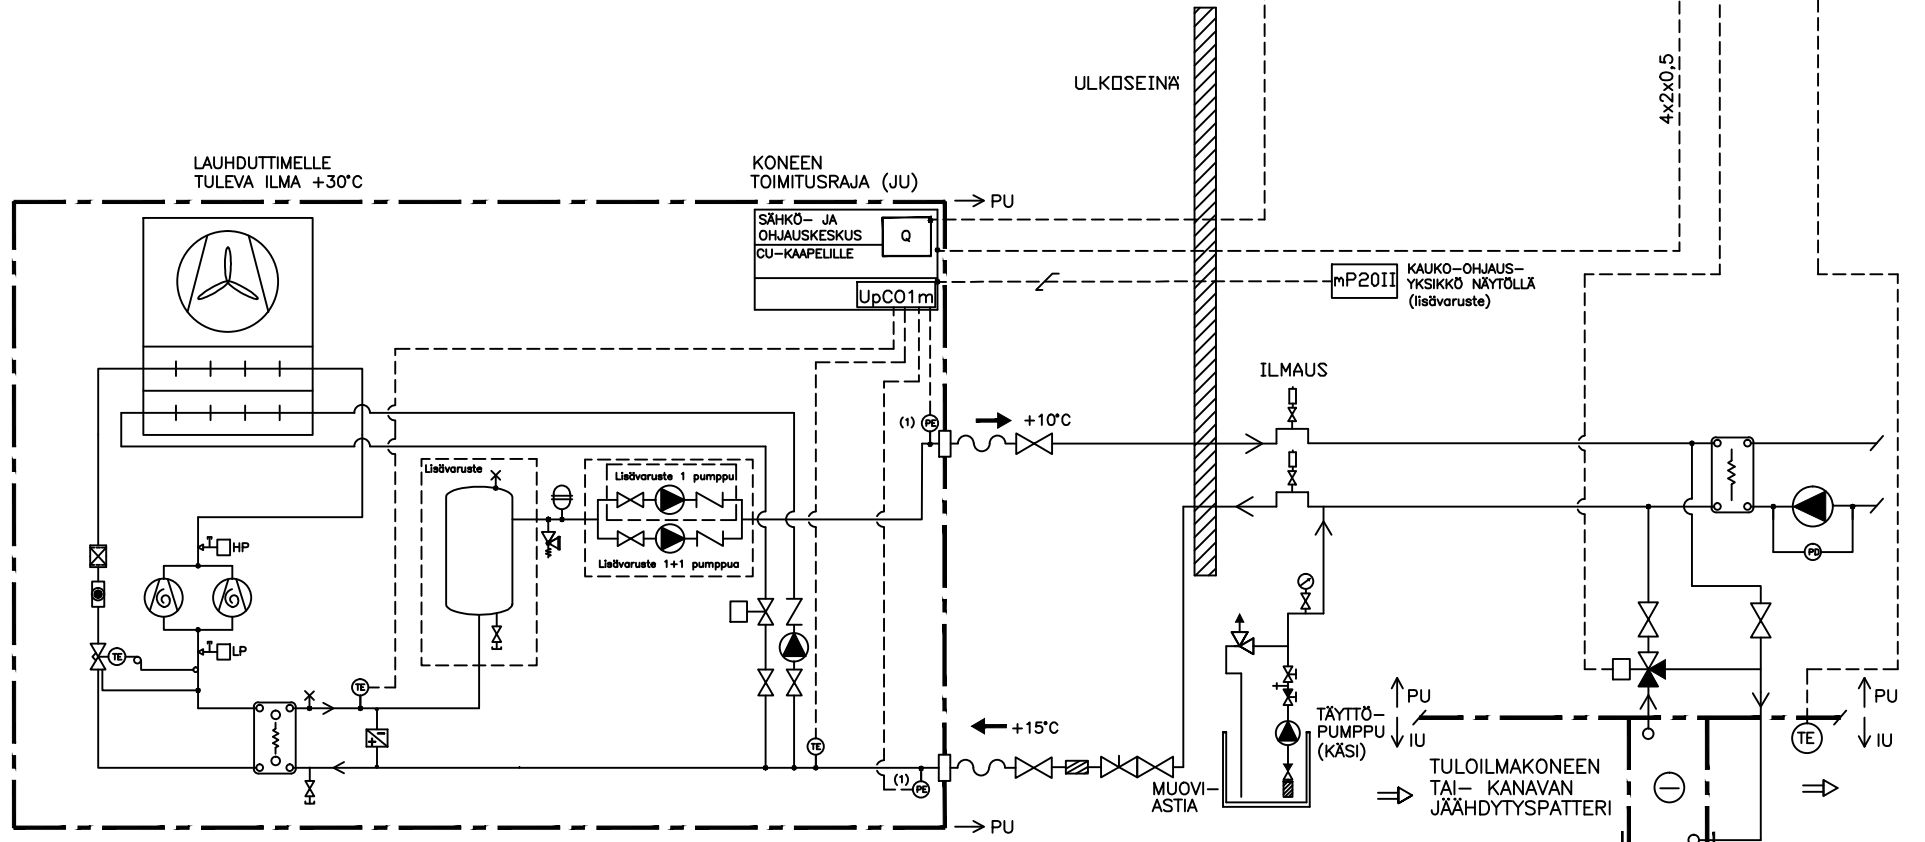 ULKOSEINÄ
4x2x0,5
LAUHDUTTIMELLE
TULEVA ILMA +30°C
KONEEN
TOIMITUSRAJA (JU)
PU
SÄHKÖ- JA
OHJAUSKESKUS
Q
CU-KAAPELILLE
UpCO1m
mP20II
KAUKO-OHJAUS-
YKSIKKÖ NÄYTÖLLÄ
(lisävaruste)
ILMAUS
(1)
PE
+10°C
Lisävaruste
Lisävaruste 1 pumppu
Lisävaruste 1+1 pumppua
HP
LP
TE
TE
TE
PD
+15°C
(1)
PE
PU
MUOVI-
ASTIA
TÄYTTÖ-
PUMPPU
(KÄSI)
PU
IU
TE
PU
IU
TULOILMAKONEEN
TAI- KANAVAN
JÄÄHDYTYSPATTERI